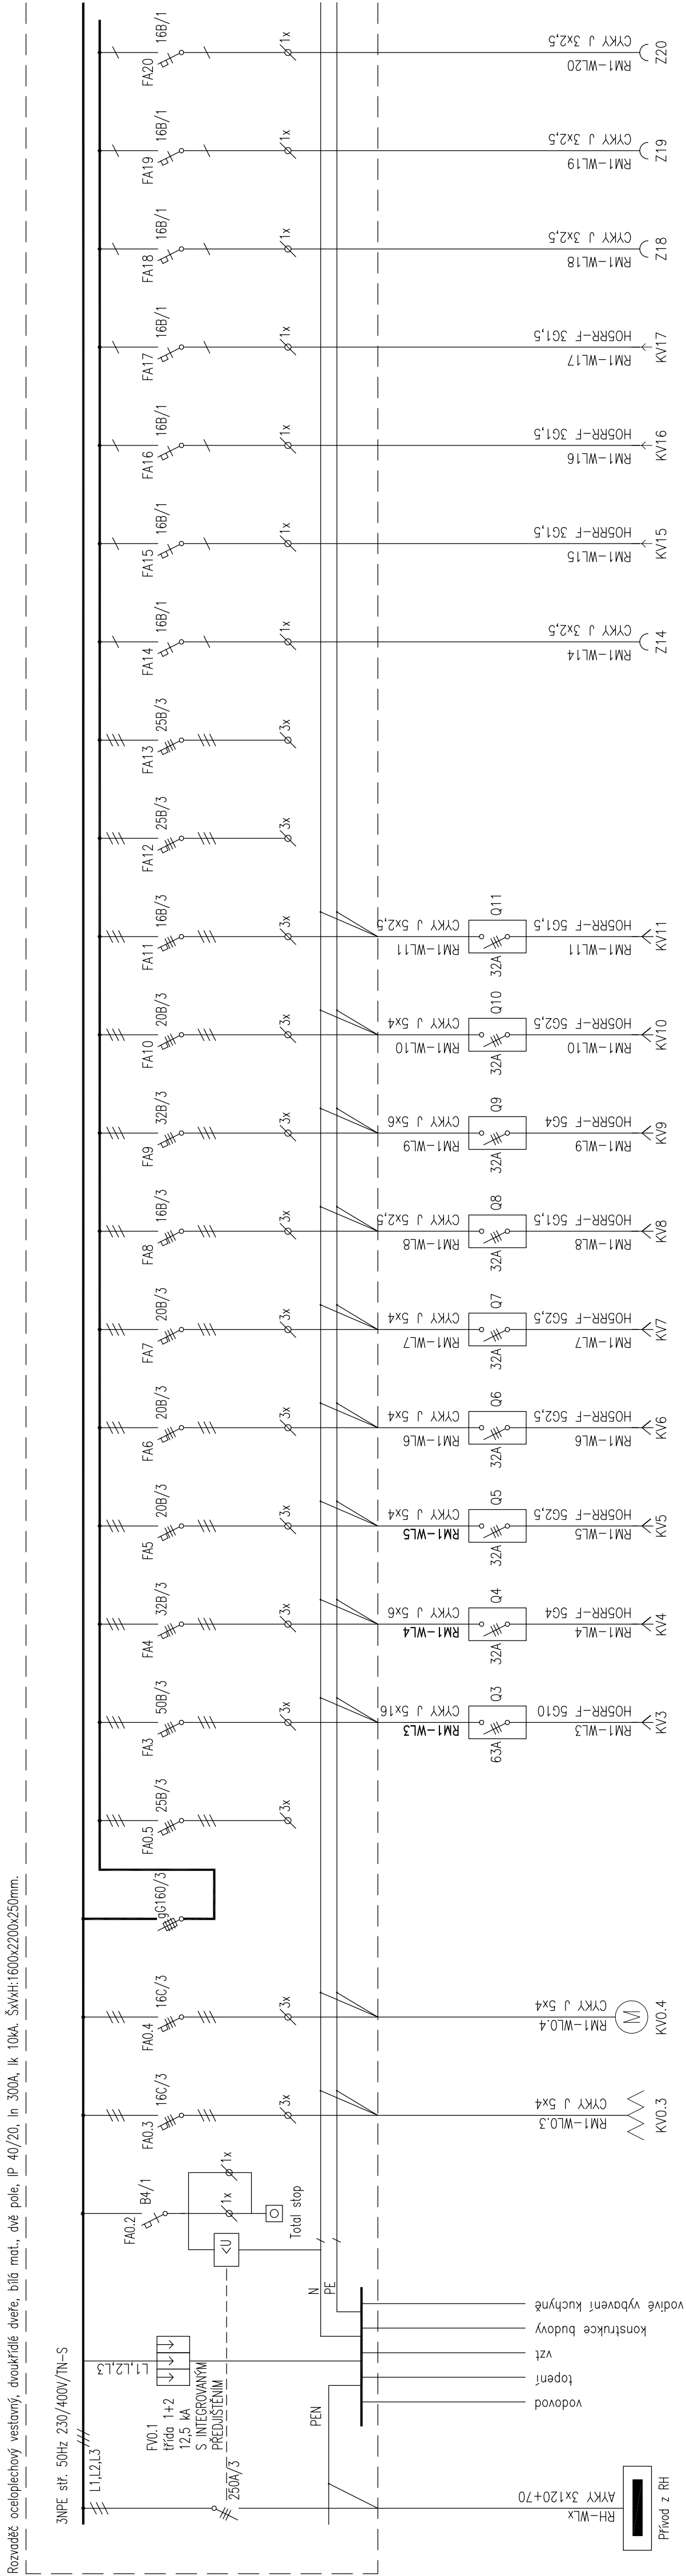 Rozvaděč oceloplechový vestavný, dvoukřídlé dveře, bílá mat., dvě pole, IP 40/20, In 300A, Ik 10kA, ŠxVxH:1600x2200x250mm.
3NPE stř. 50Hz 230/400V/TN-S
L1,L2,L3
250A/3
RH-WLx
AYKY 3x120+70
Přívod z RH
L1,L2,L3
FV0.1
třída 1+2
12,5 kA
S INTEGROVANÝM
PŘEDJIŠTĚNÍM
PEN
N
PE
vodovod
topení
vzt
konstrukce budovy
vodivé vybavení kuchyně
FA0.2
B4/1
<U
1x
1x
Total stop
FA0.3
16C/3
3x
RM1-WL0.3
CYKY J 5x4
KV0.3
FA0.4
16C/3
3x
RM1-WL0.4
CYKY J 5x4
M
KV0.4
gG160/3
FA0.5
25B/3
3x
FA3
50B/3
3x
RM1-WL3
CYKY J 5x16
63A
Q3
RM1-WL3
HO5RR-F 5G10
KV3
FA4
32B/3
3x
RM1-WL4
CYKY J 5x6
32A
Q4
RM1-WL4
HO5RR-F 5G4
KV4
FA5
20B/3
3x
RM1-WL5
CYKY J 5x4
32A
Q5
RM1-WL5
HO5RR-F 5G2,5
KV5
FA6
20B/3
3x
RM1-WL6
CYKY J 5x4
32A
Q6
RM1-WL6
HO5RR-F 5G2,5
KV6
FA7
20B/3
3x
RM1-WL7
CYKY J 5x4
32A
Q7
RM1-WL7
HO5RR-F 5G2,5
KV7
FA8
16B/3
3x
RM1-WL8
CYKY J 5x2,5
32A
Q8
RM1-WL8
HO5RR-F 5G1,5
KV8
FA9
32B/3
3x
RM1-WL9
CYKY J 5x6
32A
Q9
RM1-WL9
HO5RR-F 5G4
KV9
FA10
20B/3
3x
RM1-WL10
CYKY J 5x4
32A
Q10
RM1-WL10
HO5RR-F 5G2,5
KV10
FA11
16B/3
3x
RM1-WL11
CYKY J 5x2,5
32A
Q11
RM1-WL11
HO5RR-F 5G1,5
KV11
FA12
25B/3
3x
FA13
25B/3
3x
FA14
16B/1
1x
RM1-WL14
CYKY J 3x2,5
Z14
FA15
16B/1
1x
RM1-WL15
HO5RR-F 3G1,5
KV15
FA16
16B/1
1x
RM1-WL16
HO5RR-F 3G1,5
KV16
FA17
16B/1
1x
RM1-WL17
HO5RR-F 3G1,5
KV17
FA18
16B/1
1x
RM1-WL18
CYKY J 3x2,5
Z18
FA19
16B/1
1x
RM1-WL19
CYKY J 3x2,5
Z19
FA20
16B/1
1x
RM1-WL20
CYKY J 3x2,5
Z20